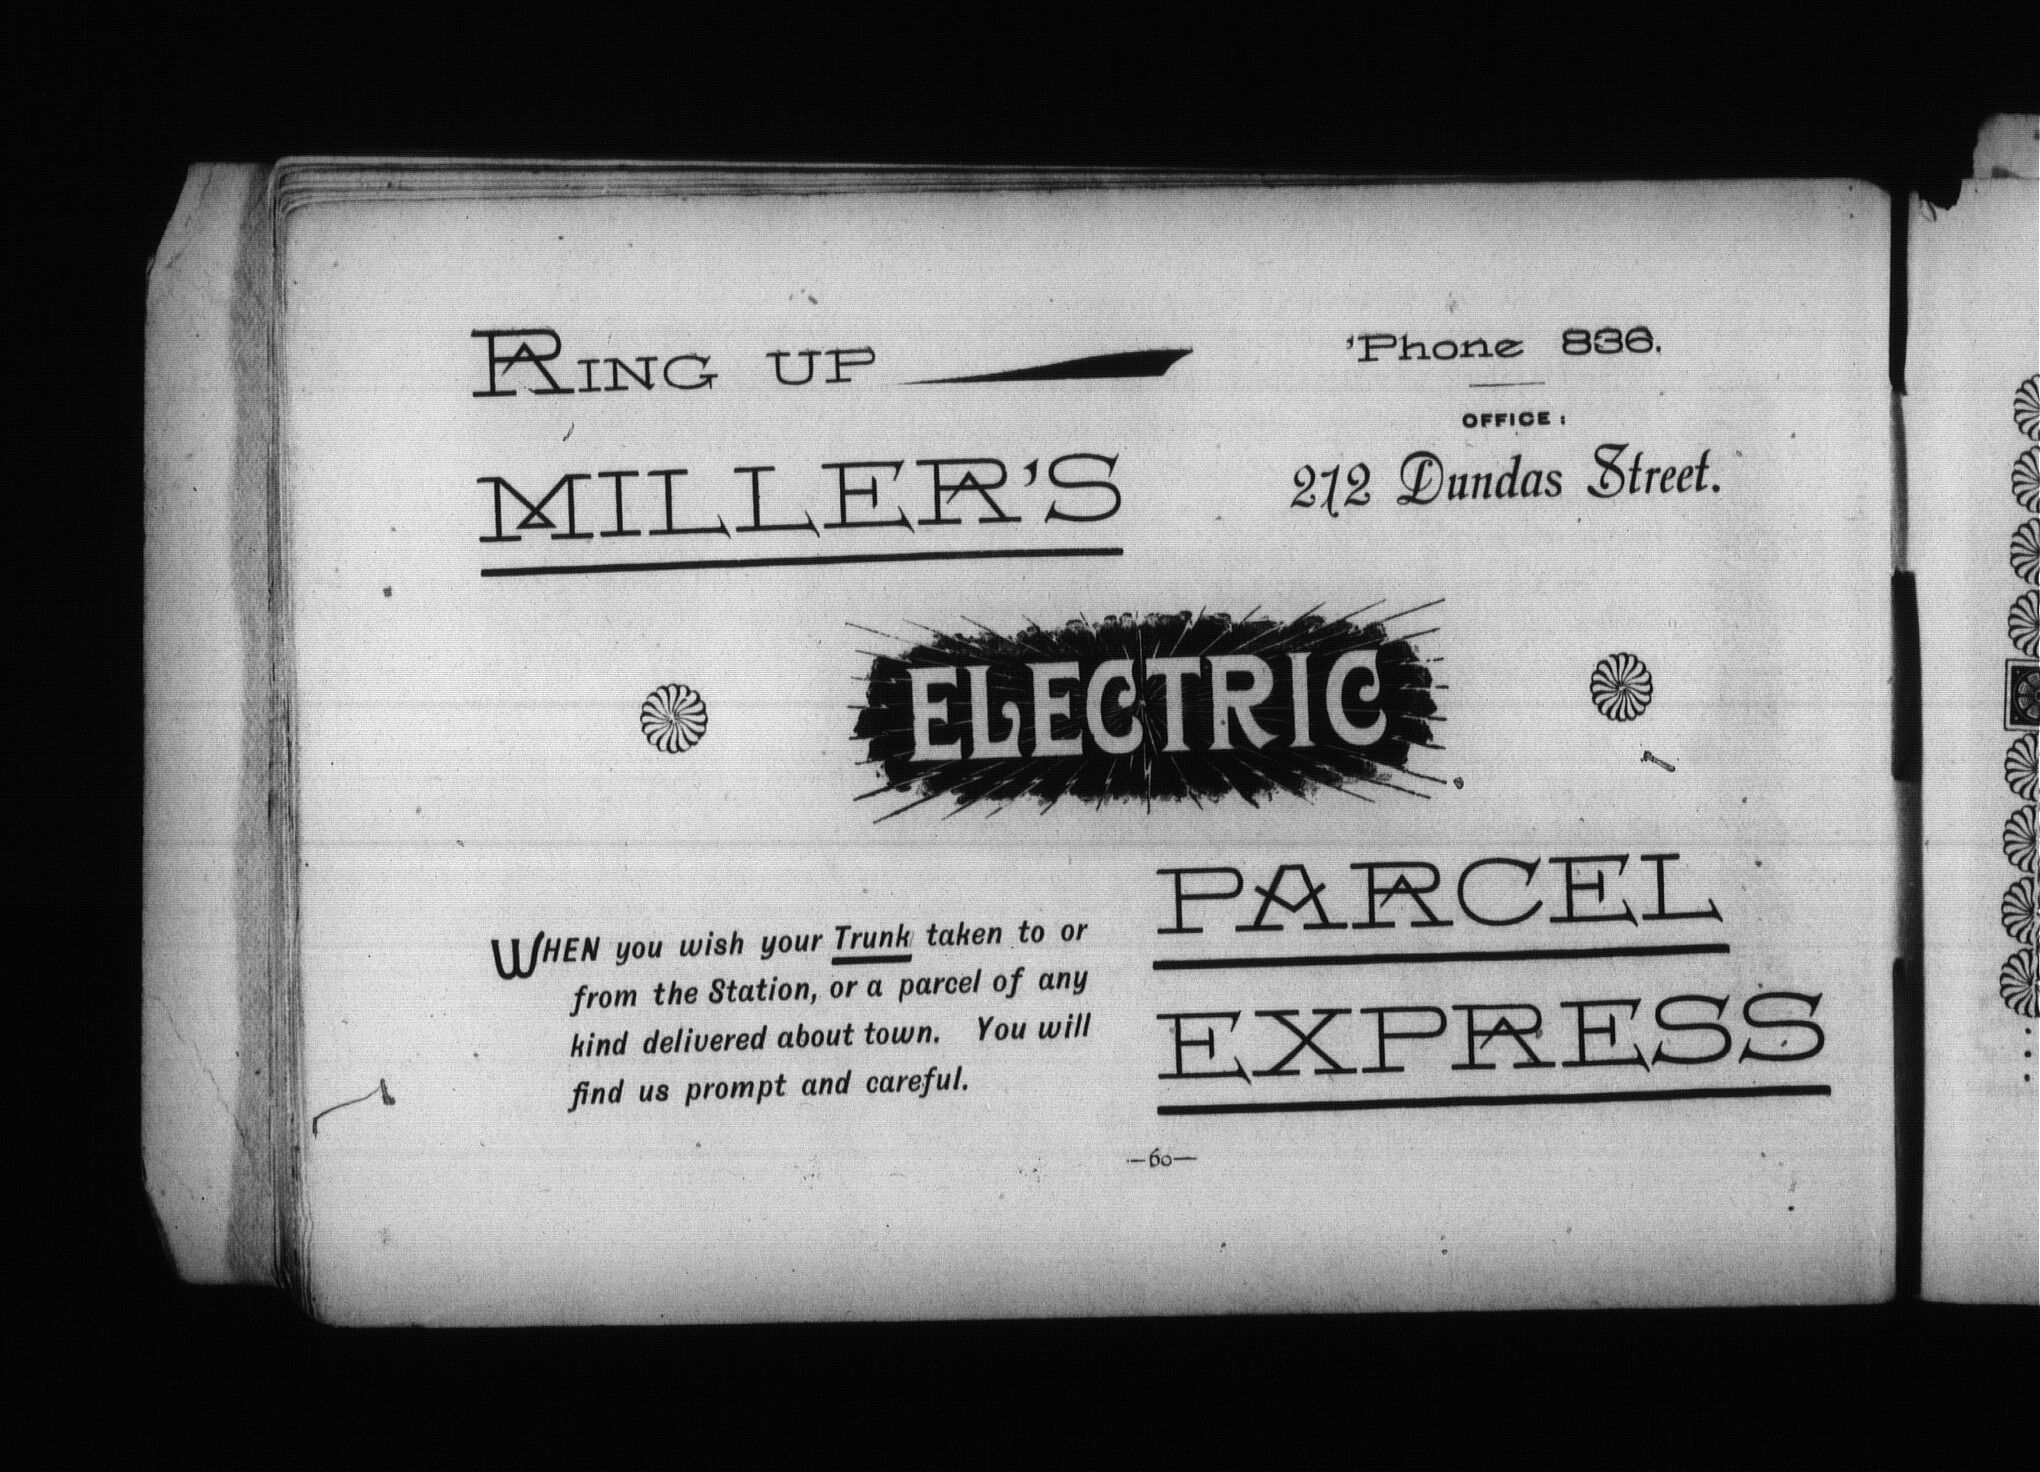 RING UP
'Phone 836.
OFFICE:
MILLER'S
272 Dundas Street.
ELECTRIC
PARCEL
EXPRESS
WHEN you wish your Trunk taken to or
from the Station, or a parcel of any
kind delivered about town. You will
find us prompt and careful.
—60—